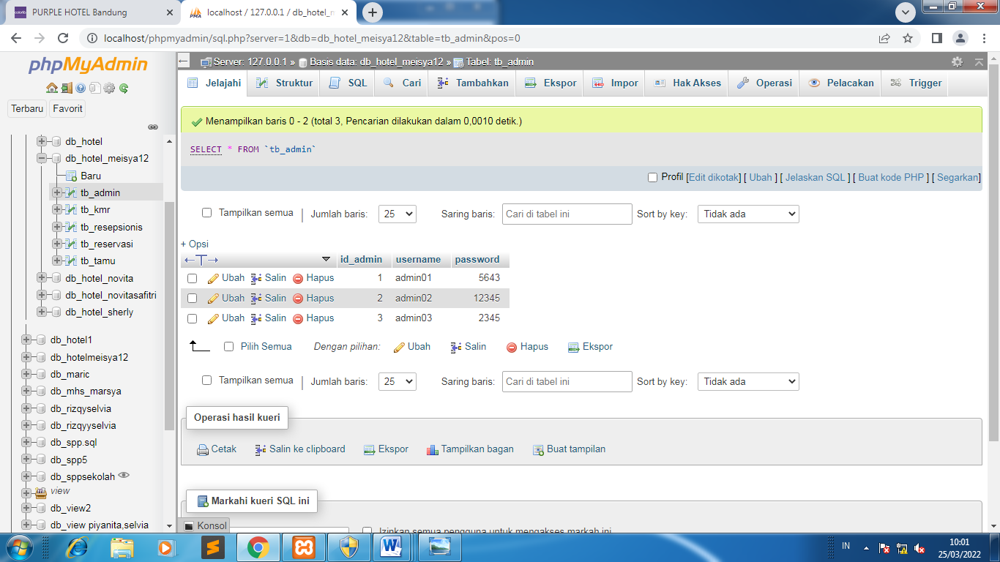 PURPLE HOTEL Bandung
localhost / 127.0.0.1 / db_hotel_m
localhost/phpmyadmin/sql.php?server=1&db=db_hotel_meisya12&table=tb_admin&pos=0
phpMyAdmin
Terbaru Favorit
db_hotel
db_hotel_meisya12
Baru
tb_admin
tb_kmr
tb_resepsionis
tb_reservasi
tb_tamu
db_hotel_novita
db_hotel_novitasafitri
db_hotel_sherly
db_hotel1
db_hotelmeisya12
db_maric
db_mhs_marsya
db_rizqyselvia
db_rizqyyselvia
db_spp.sql
db_spp5
db_sppsekolah
view
db_view2
db_view piyanita,selvia
Server: 127.0.0.1 » Basis data: db_hotel_meisya12 » Tabel: tb_admin
Jelajahi Struktur SQL Cari Tambahkan Ekspor Impor Hak Akses Operasi Pelacakan Trigger
Menampilkan baris 0 - 2 (total 3, Pencarian dilakukan dalam 0,0010 detik.)
SELECT * FROM `tb_admin`
Profil [Edit dikotak] [ Ubah ] [ Jelaskan SQL ] [ Buat kode PHP ] [ Segarkan]
Tampilkan semua | Jumlah baris: 25 Saring baris: Cari di tabel ini Sort by key: Tidak ada
+ Opsi
←T→ id_admin username password
Ubah Salin Hapus 1 admin01 5643
Ubah Salin Hapus 2 admin02 12345
Ubah Salin Hapus 3 admin03 2345
Pilih Semua Dengan pilihan: Ubah Salin Hapus Ekspor
Tampilkan semua | Jumlah baris: 25 Saring baris: Cari di tabel ini Sort by key: Tidak ada
Operasi hasil kueri
Cetak Salin ke clipboard Ekspor Tampilkan bagan Buat tampilan
Markahi kueri SQL ini
Konsol Izinkan semua pengguna untuk mengakses markah ini
IN 10:01
25/03/2022